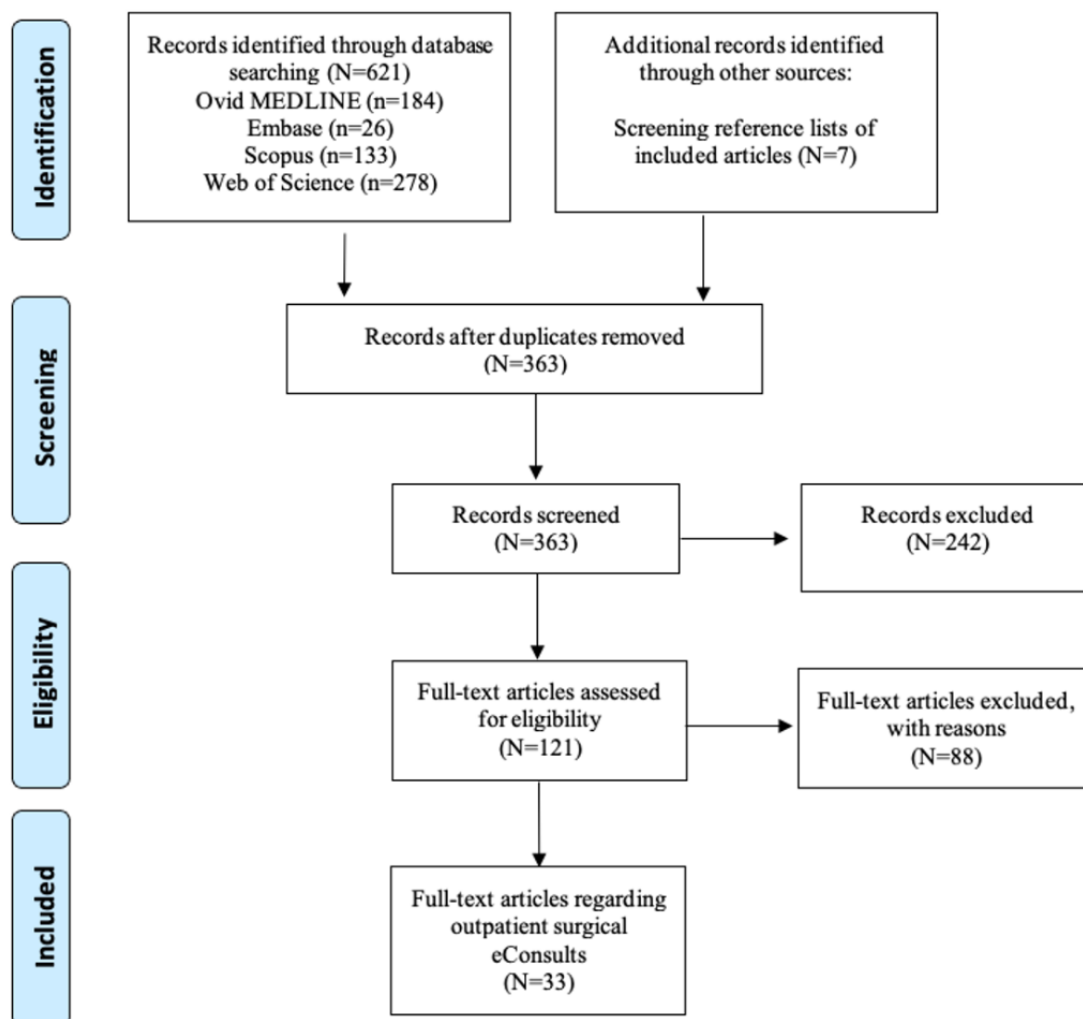 Identification
Records identified through database
searching (N=621)
Ovid MEDLINE (n=184)
Embase (n=26)
Scopus (n=133)
Web of Science (n=278)
Additional records identified
through other sources:
Screening reference lists of
included articles (N=7)
Screening
Records after duplicates removed
(N=363)
Records screened
(N=363)
Records excluded
(N=242)
Eligibility
Full-text articles assessed
for eligibility
(N=121)
Full-text articles excluded,
with reasons
(N=88)
Included
Full-text articles regarding
outpatient surgical
eConsults
(N=33)